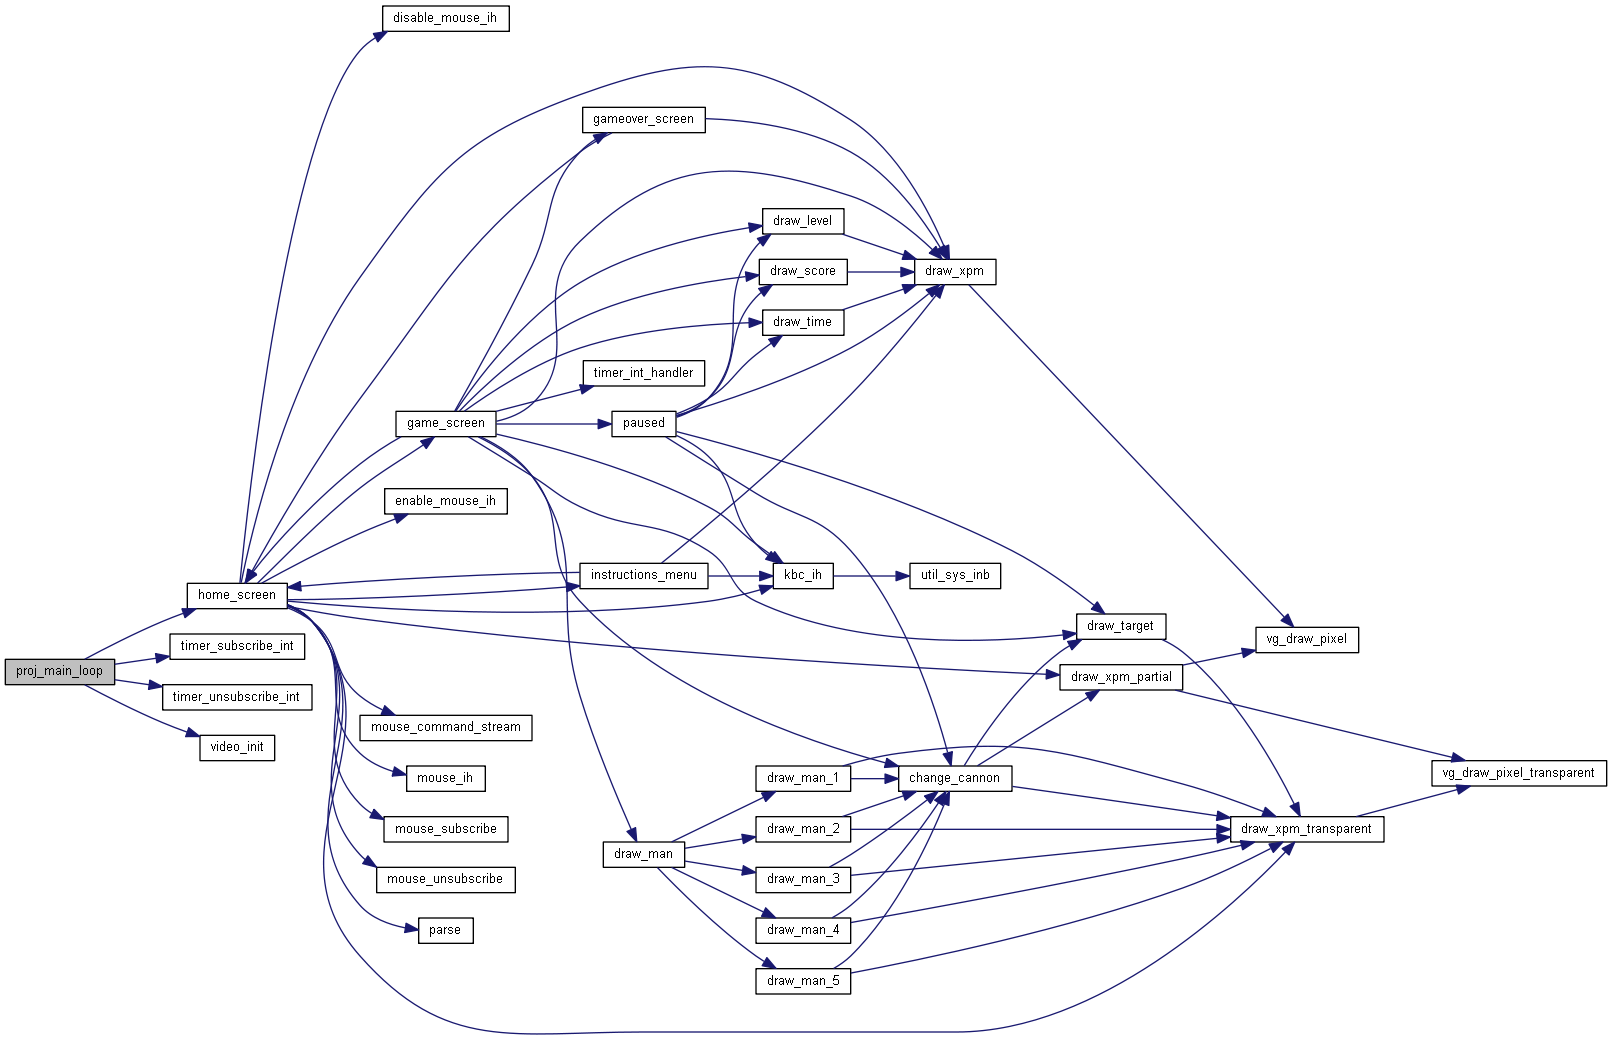 disable_mouse_ih
gameover_screen
draw_level
draw_score
draw_xpm
draw_time
timer_int_handler
game_screen
paused
enable_mouse_ih
instructions_menu
kbc_ih
util_sys_inb
home_screen
draw_target
vg_draw_pixel
timer_subscribe_int
proj_main_loop
draw_xpm_partial
timer_unsubscribe_int
mouse_command_stream
video_init
mouse_ih
draw_man_1
change_cannon
vg_draw_pixel_transparent
mouse_subscribe
draw_man_2
draw_xpm_transparent
draw_man
mouse_unsubscribe
draw_man_3
parse
draw_man_4
draw_man_5